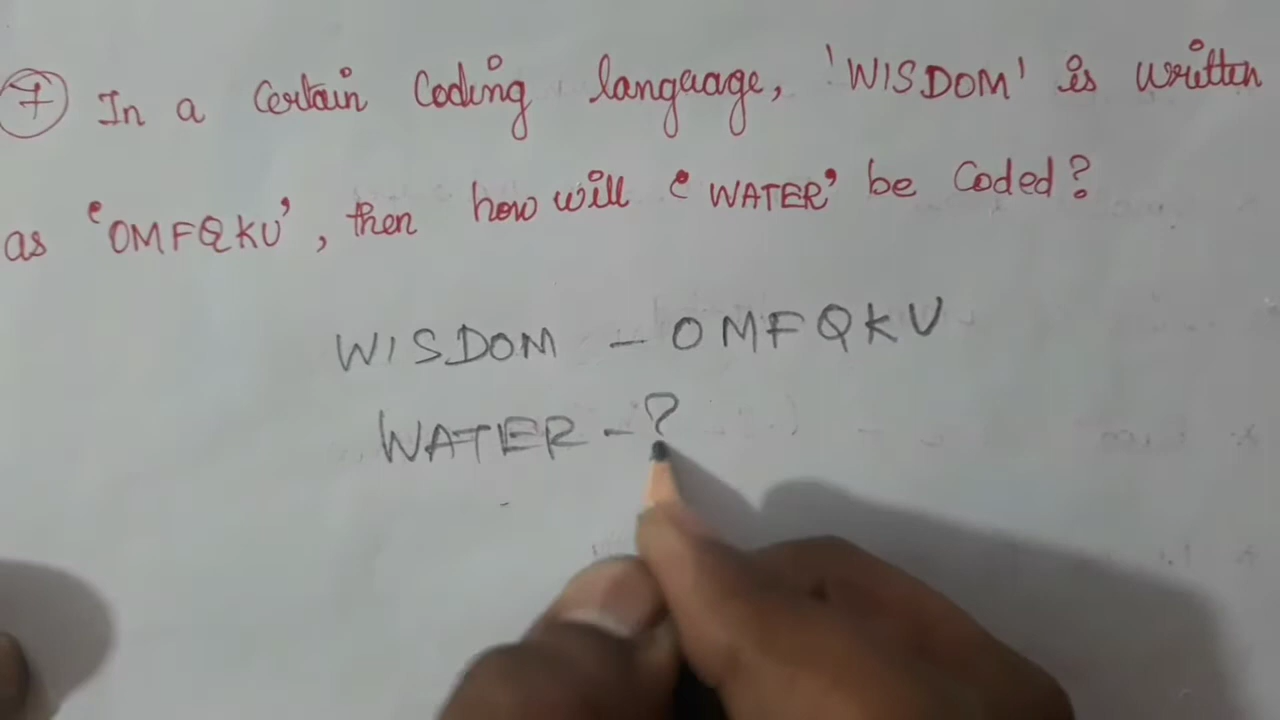 7 In a Certain Coding language, 'WISDOM' is written
as 'OMFQKU', then how will 'WATER' be Coded?
WISDOM - OMFQKU
WATER - ?